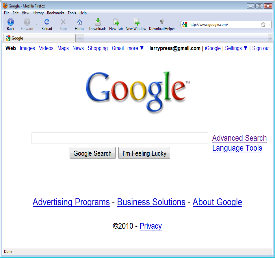 Google - Mozilla Firefox
File Edit View History Bookmarks Tools Help
Google
Web Images Videos Maps News Shopping Gmail more ▼ larrypress@gmail.com | iGoogle | Settings ▼ | Sign out
Google™
Advanced Search
Language Tools
Google Search I'm Feeling Lucky
Advertising Programs - Business Solutions - About Google
©2010 - Privacy
Done